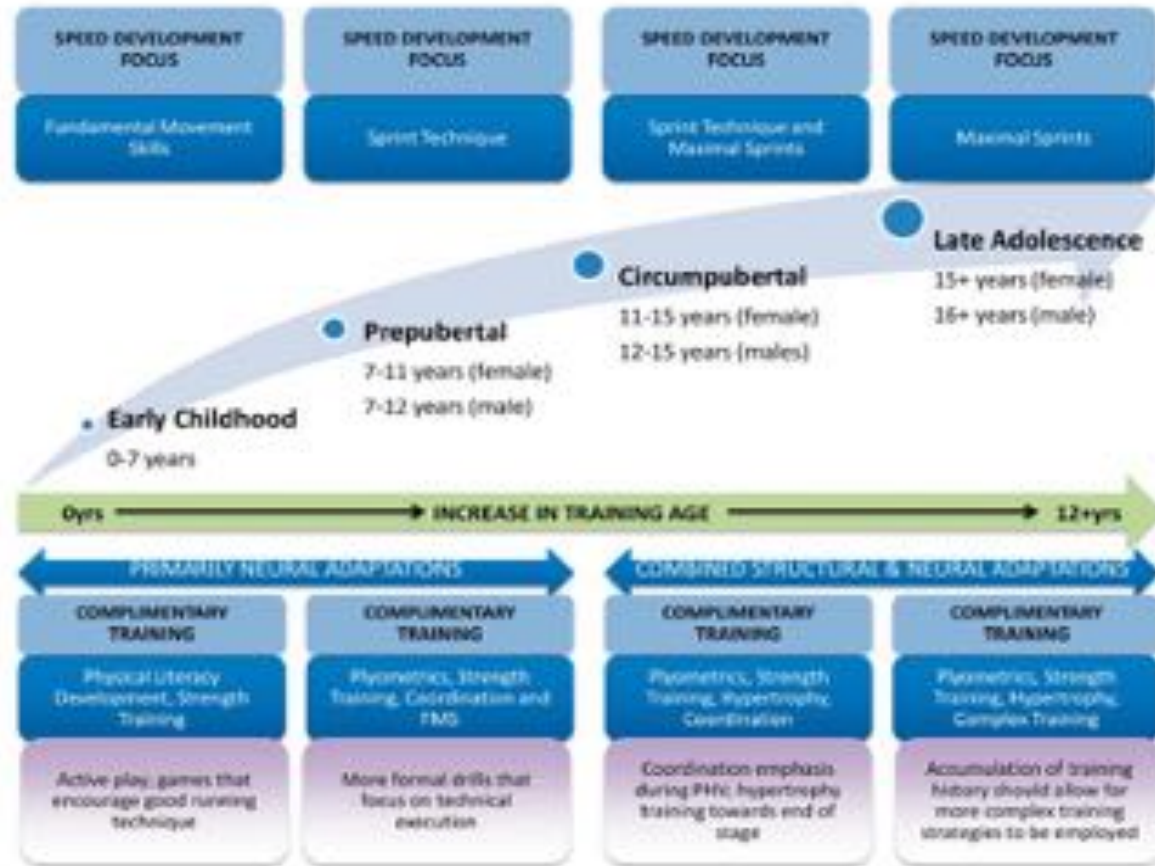 SPEED DEVELOPMENT
FOCUS
Fundamental Movement
Skills
SPEED DEVELOPMENT
FOCUS
Sprint Technique
SPEED DEVELOPMENT
FOCUS
Sprint Technique and
Maximal Sprints
SPEED DEVELOPMENT
FOCUS
Maximal Sprints
Late Adolescence
15+ years (female)
16+ years (male)
Circumpubertal
11-15 years (female)
12-15 years (males)
Prepubertal
7-11 years (female)
7-12 years (male)
Early Childhood
0-7 years
0yrs INCREASE IN TRAINING AGE 12+yrs
PRIMARILY NEURAL ADAPTATIONS
COMBINED STRUCTURAL & NEURAL ADAPTATIONS
COMPLIMENTARY
TRAINING
Physical Literacy
Development, Strength
Training
Active play, games that
encourage good running
technique
COMPLIMENTARY
TRAINING
Plyometrics, Strength
Training, Coordination and
FMS
More formal drills that
focus on technical
execution
COMPLIMENTARY
TRAINING
Plyometrics, Strength
Training, Hypertrophy,
Coordination
Coordination emphasis
during PHV, hypertrophy
training towards end of
stage
COMPLIMENTARY
TRAINING
Plyometrics, Strength
Training, Hypertrophy,
Complex Training
Accumulation of training
history should allow for
more complex training
strategies to be employed